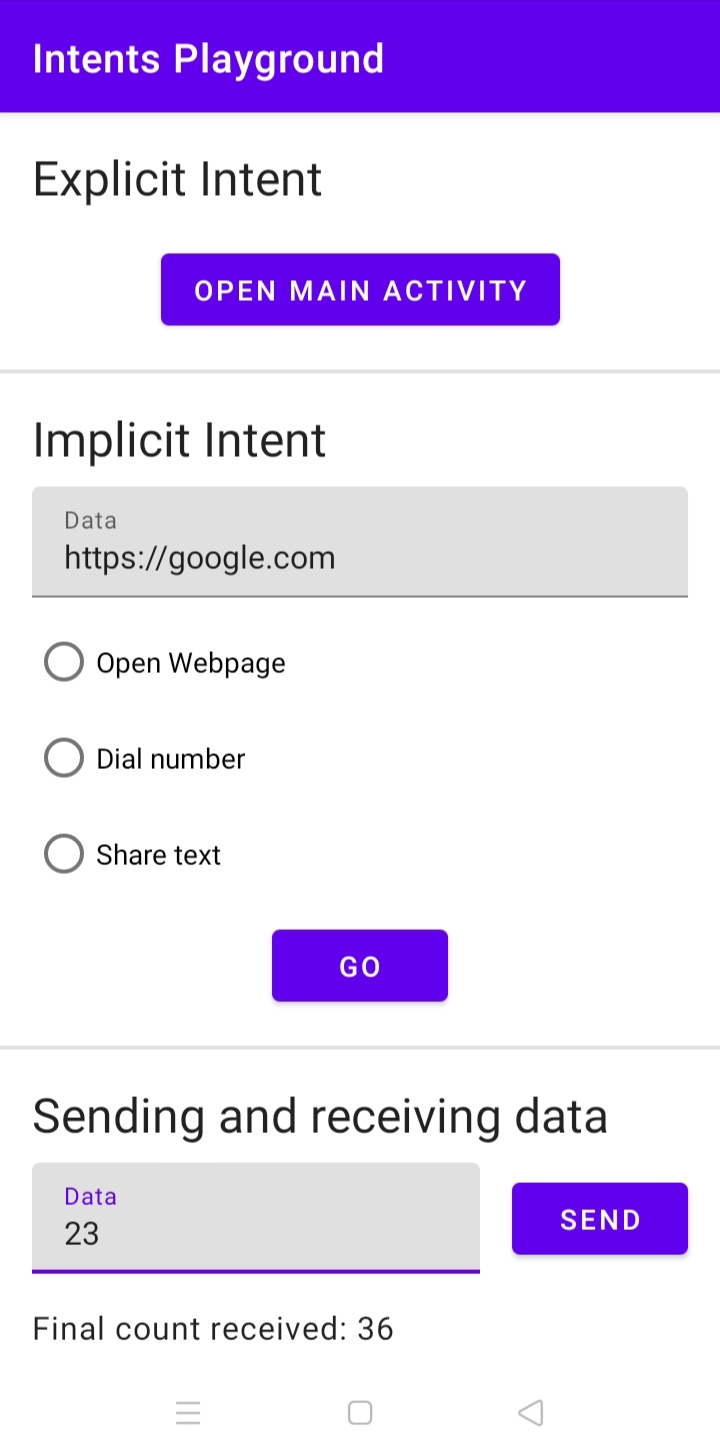 Intents Playground
Explicit Intent
OPEN MAIN ACTIVITY
Implicit Intent
Data
https://google.com
Open Webpage
Dial number
Share text
GO
Sending and receiving data
Data
23
SEND
Final count received: 36